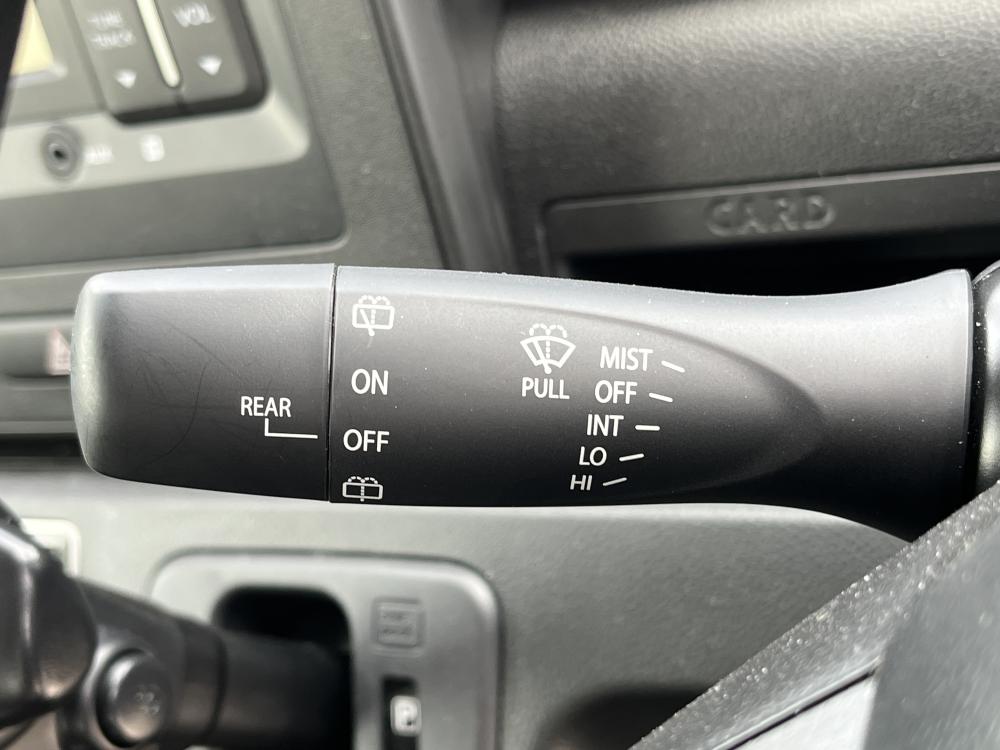 VOL
CARD
MIST
ON
PULL
OFF
REAR
INT
OFF
LO
HI
P